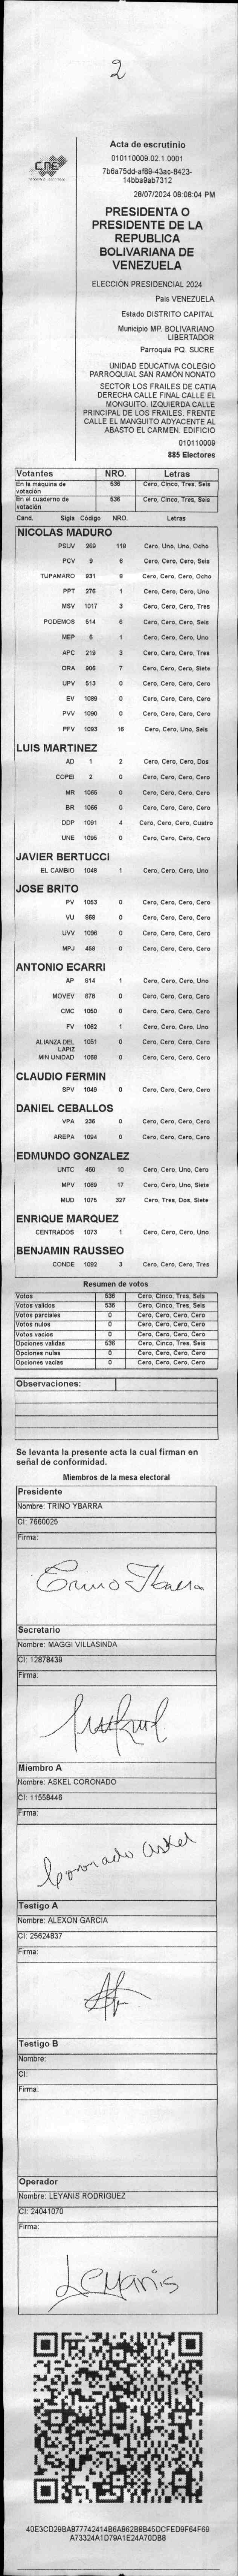 2
CNE
Acta de escrutinio
010110009.02.1.0001
7b6a75dd-af89-43ac-8423-
14bba9ab7312
28/07/2024 08:08:04 PM
PRESIDENTA O
PRESIDENTE DE LA
REPUBLICA
BOLIVARIANA DE
VENEZUELA
ELECCIÓN PRESIDENCIAL 2024
País VENEZUELA
Estado DISTRITO CAPITAL
Municipio MP. BOLIVARIANO
LIBERTADOR
Parroquia PQ. SUCRE
UNIDAD EDUCATIVA COLEGIO
PARROQUIAL SAN RAMÓN NONATO
SECTOR LOS FRAILES DE CATIA
DERECHA CALLE FINAL CALLE EL
MONGUITO. IZQUIERDA CALLE
PRINCIPAL DE LOS FRAILES. FRENTE
CALLE EL MANGUITO ADYACENTE AL
ABASTO EL CARMEN. EDIFICIO
010110009
885 Electores
Votantes NRO. Letras
En la máquina de votación 536 Cero, Cinco, Tres, Seis
En el cuaderno de votación 536 Cero, Cinco, Tres, Seis
Cand. Sigla Código NRO. Letras
NICOLAS MADURO
PSUV 269 118 Cero, Uno, Uno, Ocho
PCV 9 6 Cero, Cero, Cero, Seis
TUPAMARO 931 8 Cero, Cero, Cero, Ocho
PPT 276 1 Cero, Cero, Cero, Uno
MSV 1017 3 Cero, Cero, Cero, Tres
PODEMOS 514 6 Cero, Cero, Cero, Seis
MEP 6 1 Cero, Cero, Cero, Uno
APC 219 3 Cero, Cero, Cero, Tres
ORA 906 7 Cero, Cero, Cero, Siete
UPV 513 0 Cero, Cero, Cero, Cero
EV 1089 0 Cero, Cero, Cero, Cero
PVV 1090 0 Cero, Cero, Cero, Cero
PFV 1093 16 Cero, Cero, Uno, Seis
LUIS MARTINEZ
AD 1 2 Cero, Cero, Cero, Dos
COPEI 2 0 Cero, Cero, Cero, Cero
MR 1065 0 Cero, Cero, Cero, Cero
BR 1066 0 Cero, Cero, Cero, Cero
DDP 1091 4 Cero, Cero, Cero, Cuatro
UNE 1095 0 Cero, Cero, Cero, Cero
JAVIER BERTUCCI
EL CAMBIO 1048 1 Cero, Cero, Cero, Uno
JOSE BRITO
PV 1053 0 Cero, Cero, Cero, Cero
VU 968 0 Cero, Cero, Cero, Cero
UVV 1096 0 Cero, Cero, Cero, Cero
MPJ 458 0 Cero, Cero, Cero, Cero
ANTONIO ECARRI
AP 814 1 Cero, Cero, Cero, Uno
MOVEV 878 0 Cero, Cero, Cero, Cero
CMC 1050 0 Cero, Cero, Cero, Cero
FV 1062 1 Cero, Cero, Cero, Uno
ALIANZA DEL LAPIZ 1051 0 Cero, Cero, Cero, Cero
MIN UNIDAD 1068 0 Cero, Cero, Cero, Cero
CLAUDIO FERMIN
SPV 1049 0 Cero, Cero, Cero, Cero
DANIEL CEBALLOS
VPA 236 0 Cero, Cero, Cero, Cero
AREPA 1094 0 Cero, Cero, Cero, Cero
EDMUNDO GONZALEZ
UNTC 460 10 Cero, Cero, Uno, Cero
MPV 1069 17 Cero, Cero, Uno, Siete
MUD 1076 327 Cero, Tres, Dos, Siete
ENRIQUE MARQUEZ
CENTRADOS 1073 1 Cero, Cero, Cero, Uno
BENJAMIN RAUSSEO
CONDE 1092 3 Cero, Cero, Cero, Tres
Resumen de votos
Votos 536 Cero, Cinco, Tres, Seis
Votos validos 536 Cero, Cinco, Tres, Seis
Votos parciales 0 Cero, Cero, Cero, Cero
Votos nulos 0 Cero, Cero, Cero, Cero
Votos vacíos 0 Cero, Cero, Cero, Cero
Opciones validas 536 Cero, Cinco, Tres, Seis
Opciones nulas 0 Cero, Cero, Cero, Cero
Opciones vacías 0 Cero, Cero, Cero, Cero
Observaciones:
Se levanta la presente acta la cual firman en
señal de conformidad.
Miembros de la mesa electoral
Presidente
Nombre: TRINO YBARRA
CI: 7660025
Firma:
Trino Ybarra
Secretario
Nombre: MAGGI VILLASINDA
CI: 12878439
Firma:
Miembro A
Nombre: ASKEL CORONADO
CI: 11558446
Firma:
Coronado Askel
Testigo A
Nombre: ALEXON GARCIA
CI: 25624837
Firma:
Testigo B
Nombre:
CI:
Firma:
Operador
Nombre: LEYANIS RODRIGUEZ
CI: 24041070
Firma:
Leyanis
40E3CD29BA877742414B6A862B8B45DCFED9F64F69
A73324A1D79A1E24A70DB8